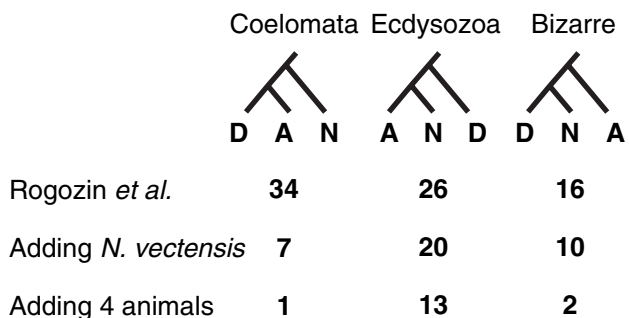 Coelomata Ecdysozoa Bizarre
D A N A N D D N A
Rogozin et al. 34 26 16
Adding N. vectensis 7 20 10
Adding 4 animals 1 13 2